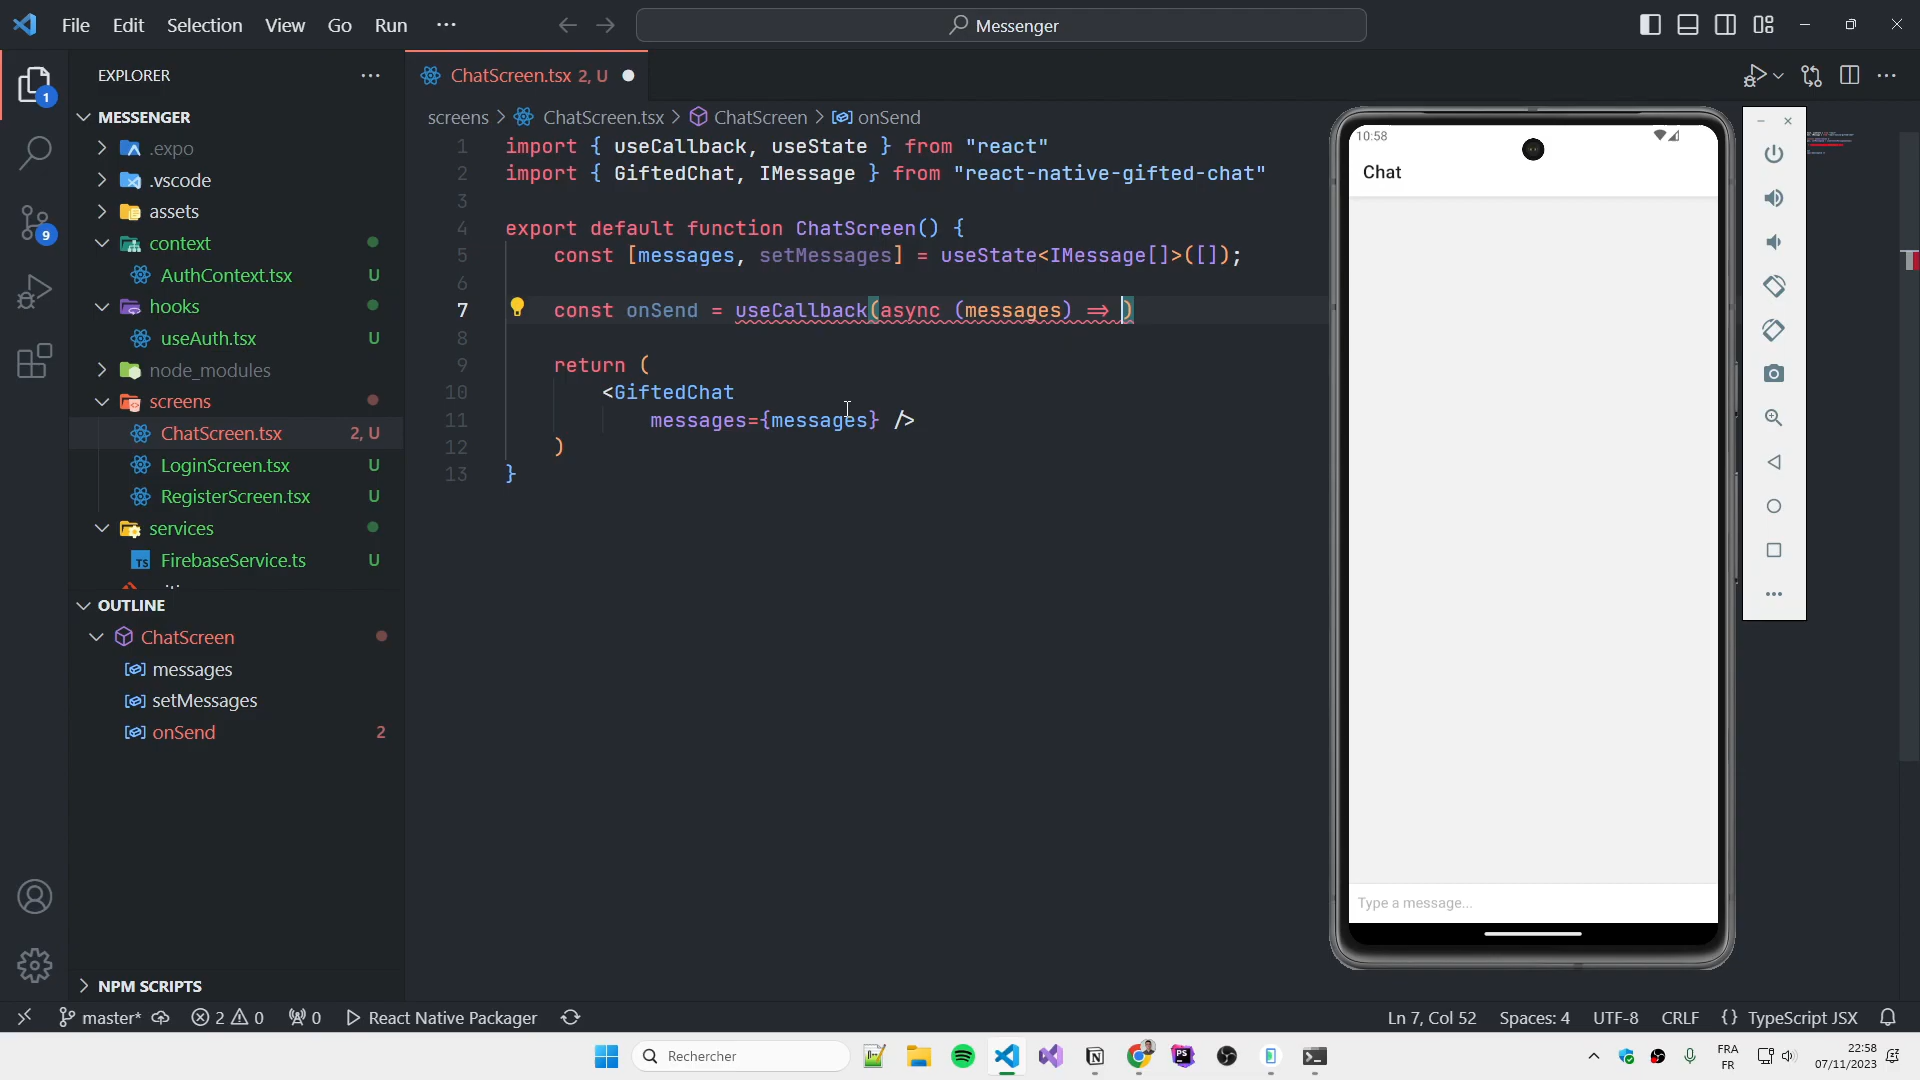 File Edit Selection View Go Run ···
Messenger
EXPLORER
ChatScreen.tsx 2, U
MESSENGER
.expo
.vscode
assets
context
AuthContext.tsx U
hooks
useAuth.tsx U
node_modules
screens
ChatScreen.tsx 2, U
LoginScreen.tsx U
RegisterScreen.tsx U
services
FirebaseService.ts U
OUTLINE
ChatScreen
messages
setMessages
onSend 2
NPM SCRIPTS
1
9
screens > ChatScreen.tsx > ChatScreen > onSend
1 import { useCallback, useState } from "react"
2 import { GiftedChat, IMessage } from "react-native-gifted-chat"
3
4 export default function ChatScreen() {
5 const [messages, setMessages] = useState<IMessage[]>([]);
6
7 const onSend = useCallback(async (messages) => )
8
9 return (
10 <GiftedChat
11 messages={messages} />
12 )
13 }
10:58
Chat
Type a message...
master* 2 0 0 React Native Packager
Ln 7, Col 52 Spaces: 4 UTF-8 CRLF {} TypeScript JSX
Rechercher
PS
FRA
FR
22:58
07/11/2023